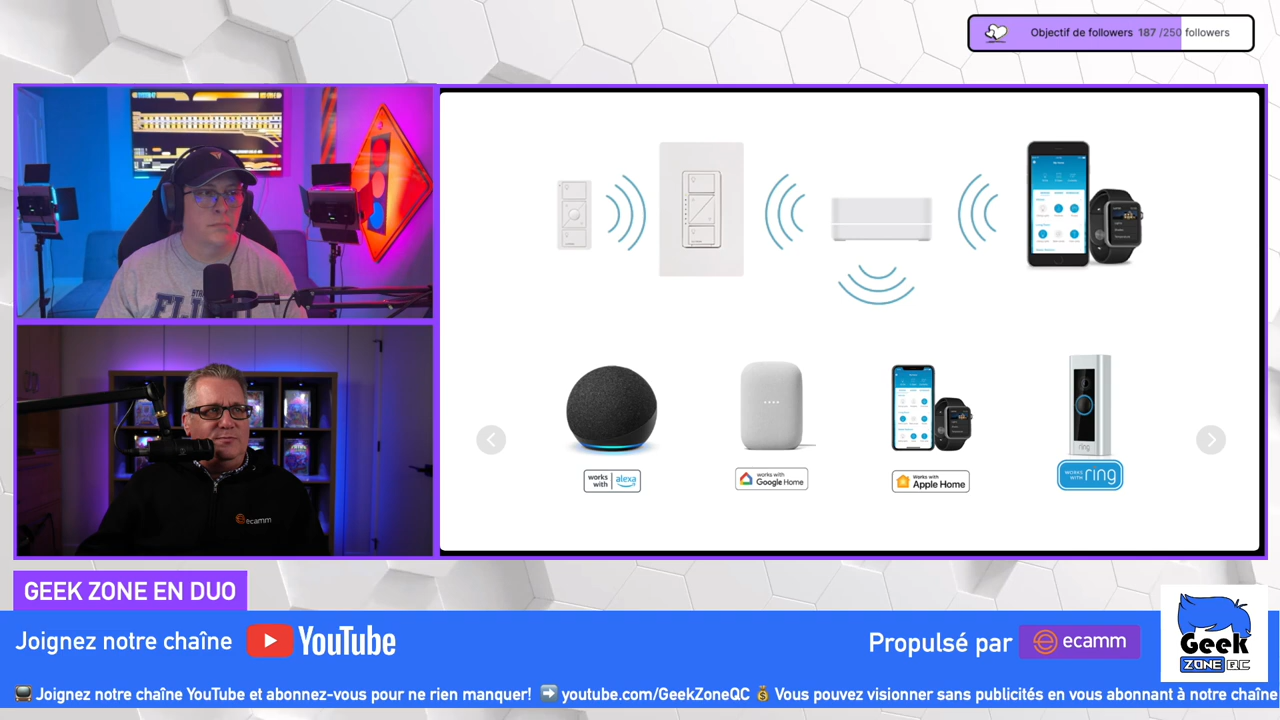 Objectif de followers 187 /250 followers
ecamm
works with alexa
works with Google Home
Works with Apple Home
ring
WORKS WITH ring
GEEK ZONE EN DUO
Joignez notre chaîne YouTube
Propulsé par ecamm
Geek
ZONE QC
Joignez notre chaîne YouTube et abonnez-vous pour ne rien manquer! youtube.com/GeekZoneQC Vous pouvez visionner sans publicités en vous abonnant à notre chaîne